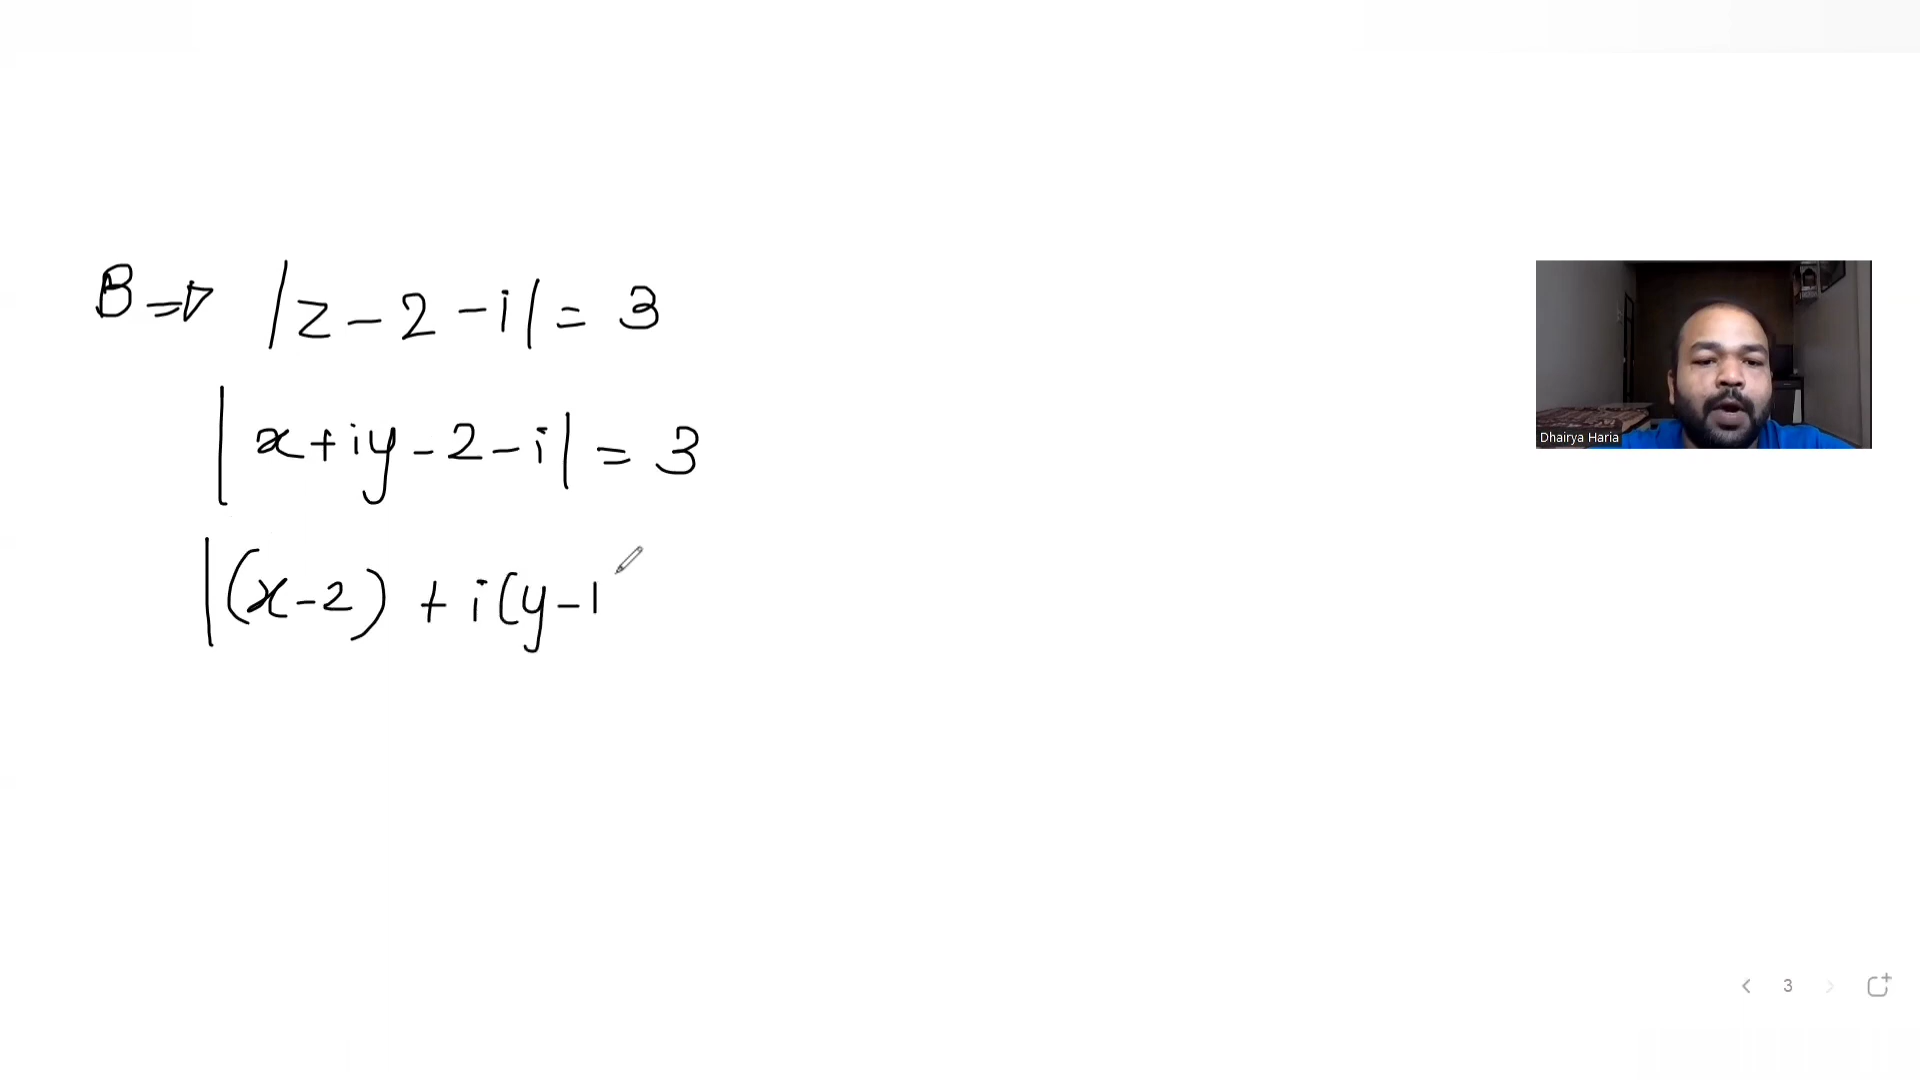 B ⇒ |z - 2 - i| = 3
|x + iy - 2 - i| = 3
|(x-2) + i(y-1
Dhairya Haria
3